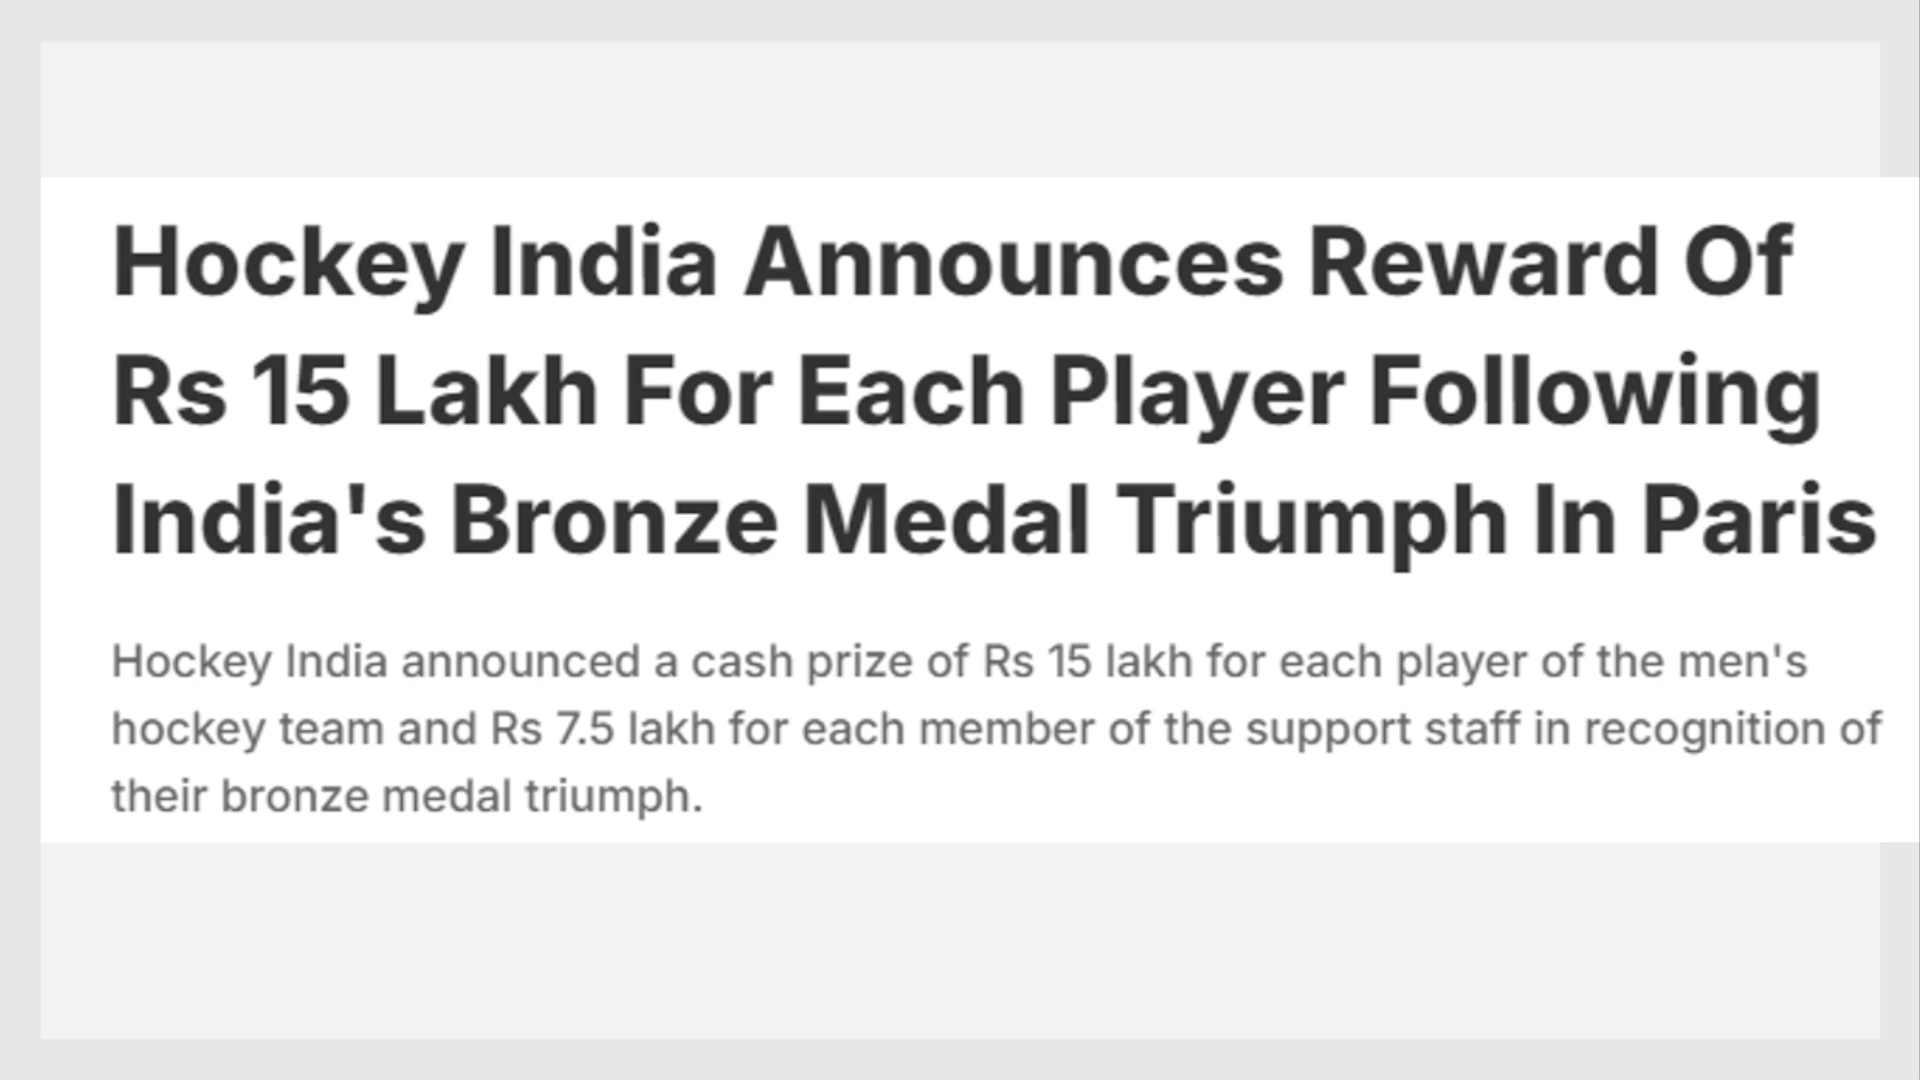 Hockey India Announces Reward Of
Rs 15 Lakh For Each Player Following
India's Bronze Medal Triumph In Paris
Hockey India announced a cash prize of Rs 15 lakh for each player of the men's
hockey team and Rs 7.5 lakh for each member of the support staff in recognition of
their bronze medal triumph.